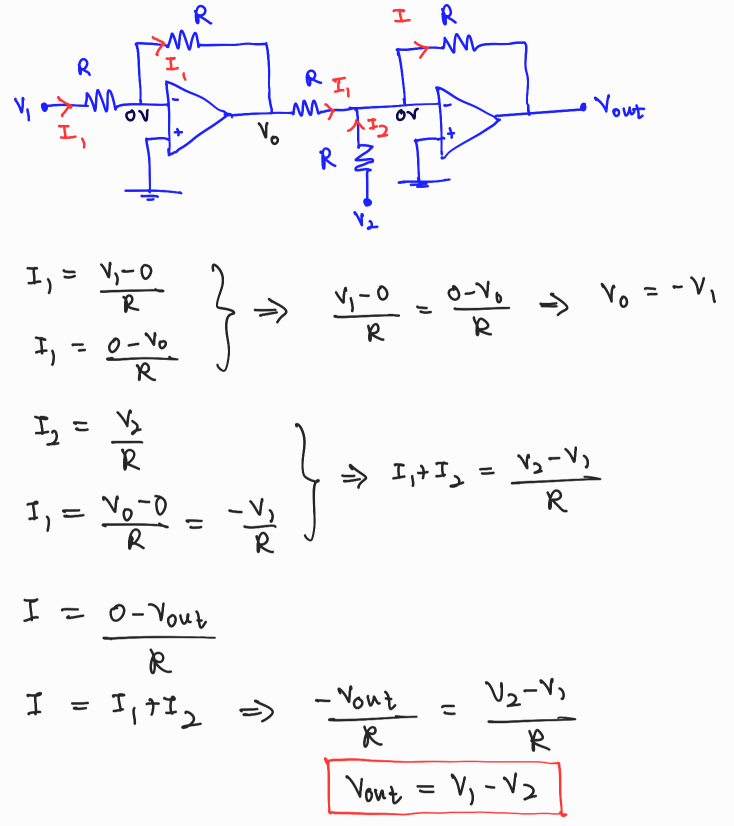 R
R
I
R
I₁
R
R
I₁
V₁
I₁
0V
-
+
V₀
I₂
R
V₂
0V
-
+
Vout
I₁ = (V₁-0)/R
I₁ = (0-V₀)/R
} ⇒ (V₁-0)/R = (0-V₀)/R ⇒ V₀ = -V₁
I₂ = V₂/R
I₁ = (V₀-0)/R = -V₁/R
} ⇒ I₁+I₂ = (V₂-V₁)/R
I = (0-Vout)/R
I = I₁+I₂ ⇒ -Vout/R = (V₂-V₁)/R
Vout = V₁-V₂